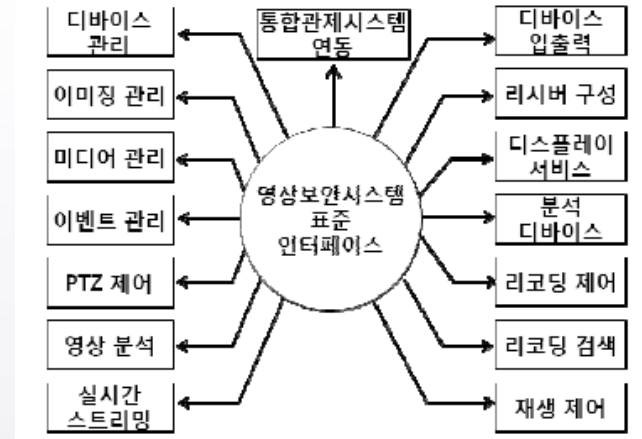 디바이스
관리
이미징 관리
미디어 관리
이벤트 관리
PTZ 제어
영상 분석
실시간
스트리밍
통합관제시스템
연동
영상보안시스템
표준
인터페이스
디바이스
입출력
리시버 구성
디스플레이
서비스
분석
디바이스
리코딩 제어
리코딩 검색
재생 제어